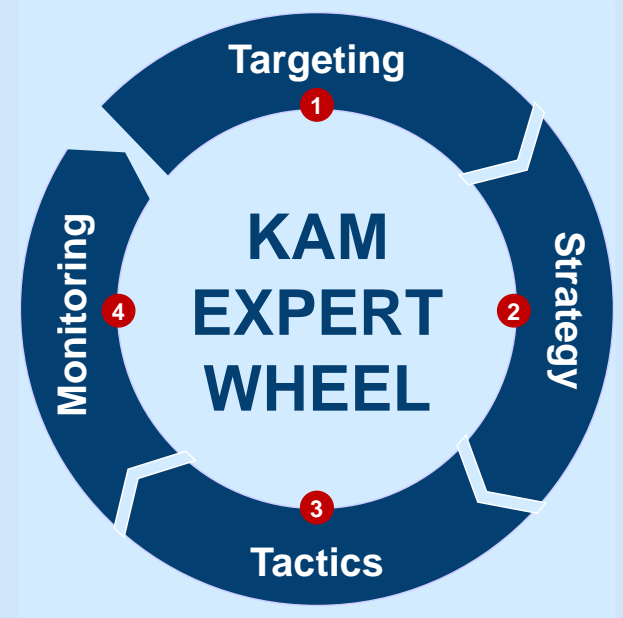 Targeting
1
KAM
EXPERT
WHEEL
Strategy
2
Tactics
3
Monitoring
4